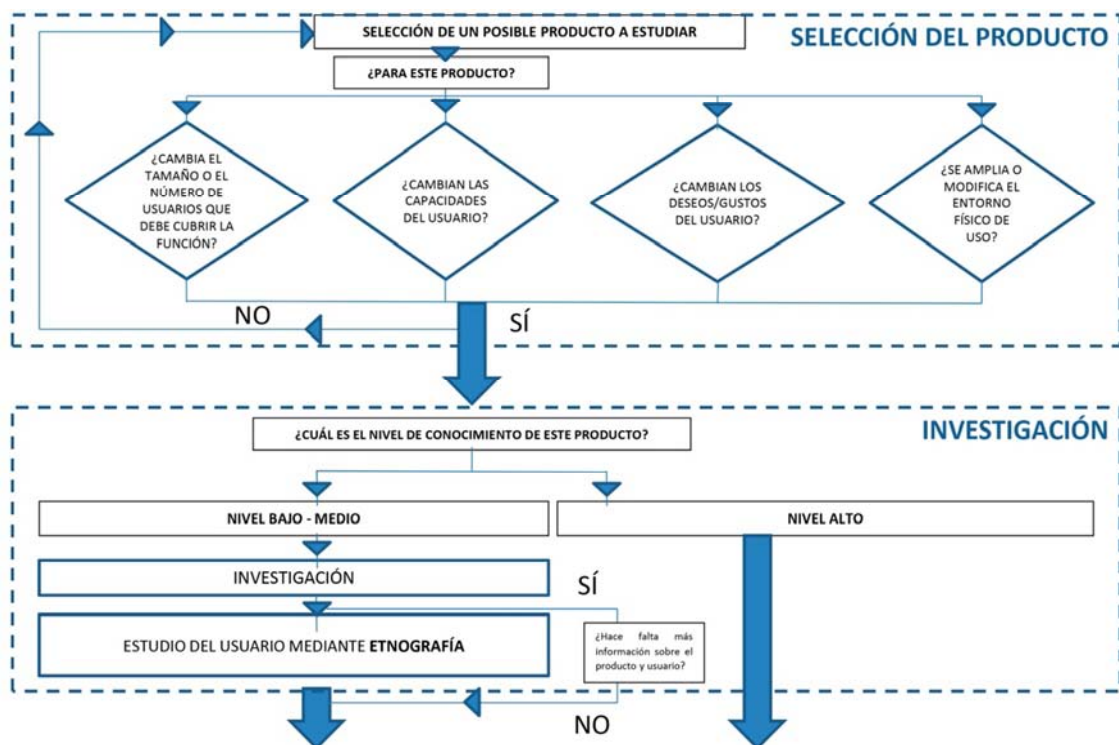 SELECCIÓN DE UN POSIBLE PRODUCTO A ESTUDIAR
SELECCIÓN DEL PRODUCTO
¿PARA ESTE PRODUCTO?
¿CAMBIA EL
TAMAÑO O EL
NÚMERO DE
USUARIOS QUE
DEBE CUBRIR LA
FUNCIÓN?
¿CAMBIAN LAS
CAPACIDADES
DEL USUARIO?
¿CAMBIAN LOS
DESEOS/GUSTOS
DEL USUARIO?
¿SE AMPLIA O
MODIFICA EL
ENTORNO
FÍSICO DE
USO?
NO
SÍ
¿CUÁL ES EL NIVEL DE CONOCIMIENTO DE ESTE PRODUCTO?
INVESTIGACIÓN
NIVEL BAJO - MEDIO
NIVEL ALTO
INVESTIGACIÓN
SÍ
ESTUDIO DEL USUARIO MEDIANTE ETNOGRAFÍA
¿Hace falta más
información sobre el
producto y usuario?
NO